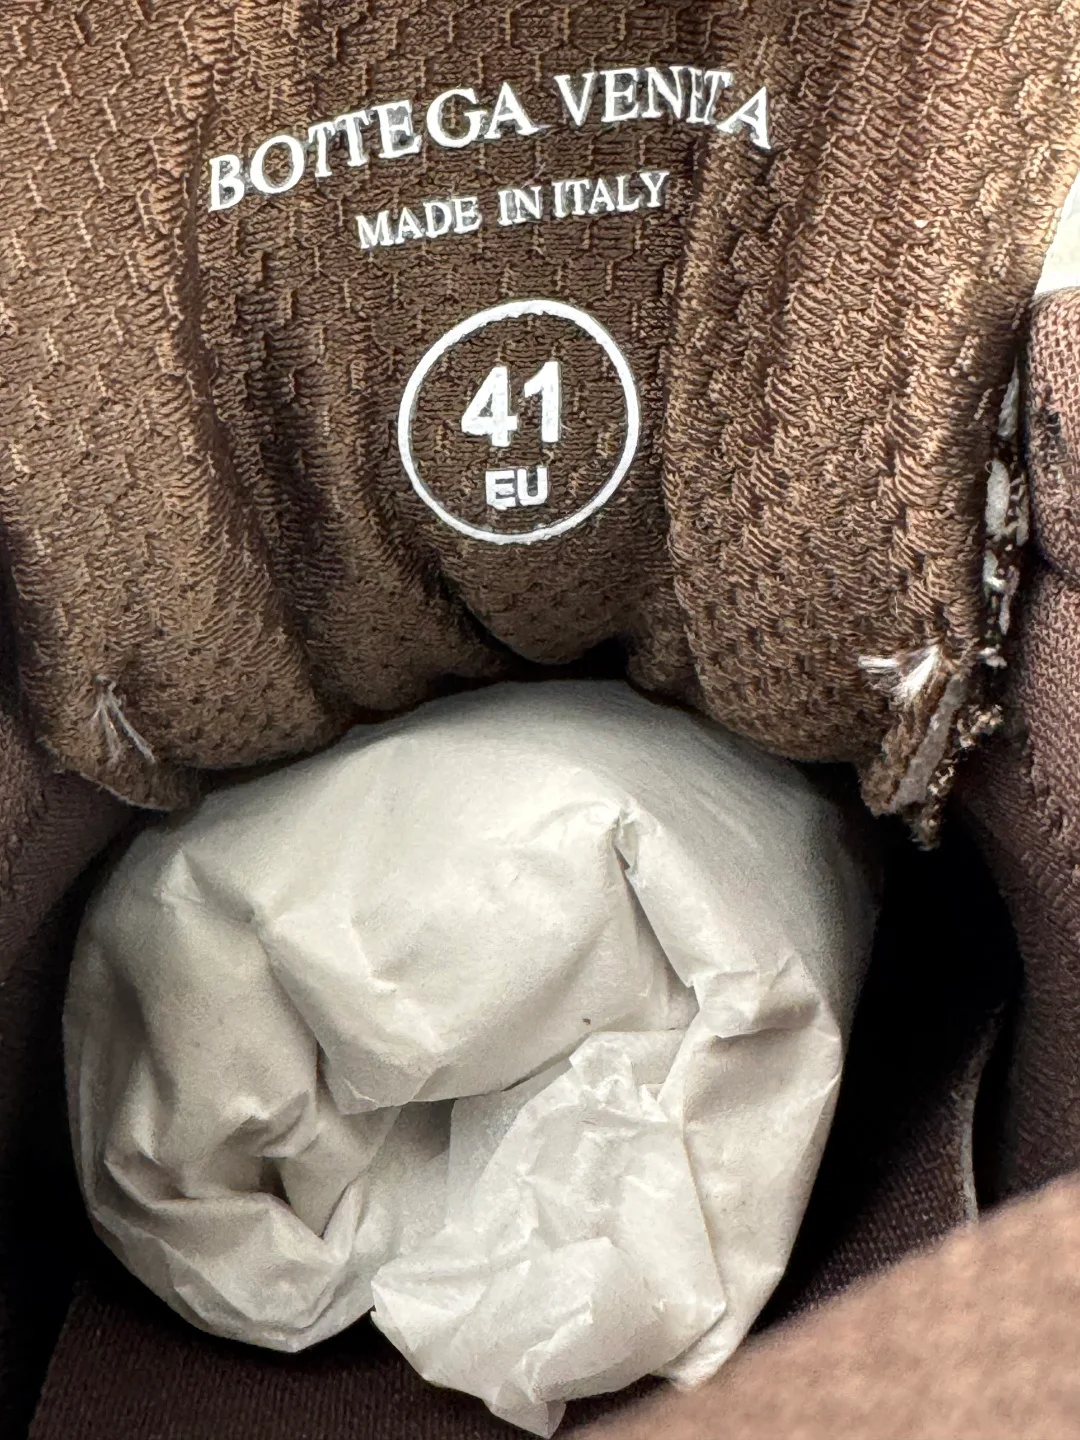 BOTTEGA VENETA
MADE IN ITALY
41
EU